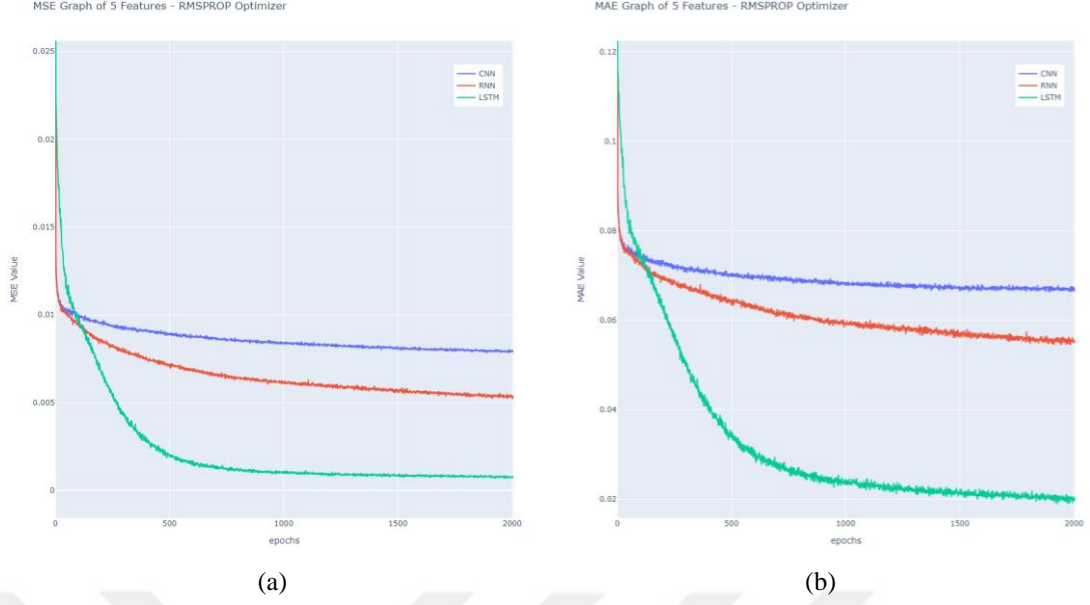 MSE Graph of 5 Features - RMSPROP Optimizer
0.025
0.02
0.015
0.01
0.005
0
MSE Value
CNN
RNN
LSTM
0
500
1000
1500
2000
epochs
(a)
MAE Graph of 5 Features - RMSPROP Optimizer
0.12
0.1
0.08
0.06
0.04
0.02
MAE Value
CNN
RNN
LSTM
0
500
1000
1500
2000
epochs
(b)